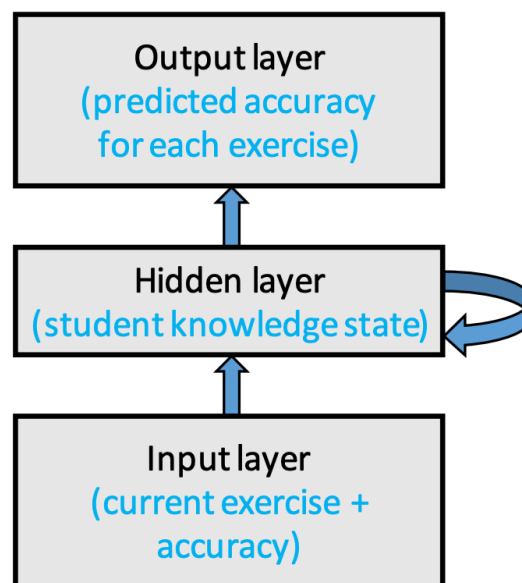 Output layer
(predicted accuracy
for each exercise)
Hidden layer
(student knowledge state)
Input layer
(current exercise +
accuracy)